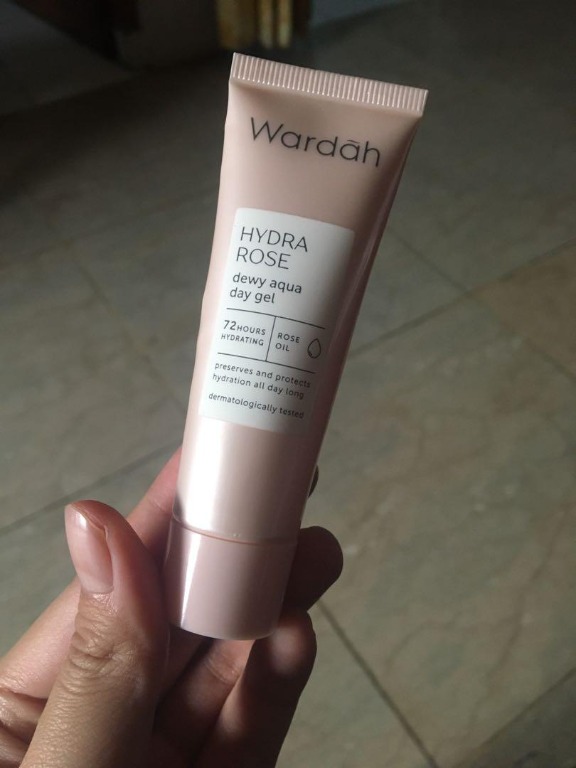 Wardāh
HYDRA
ROSE
dewy aqua
day gel
72HOURS
HYDRATING
ROSE
OIL
preserves and protects
hydration all day long
dermatologically tested